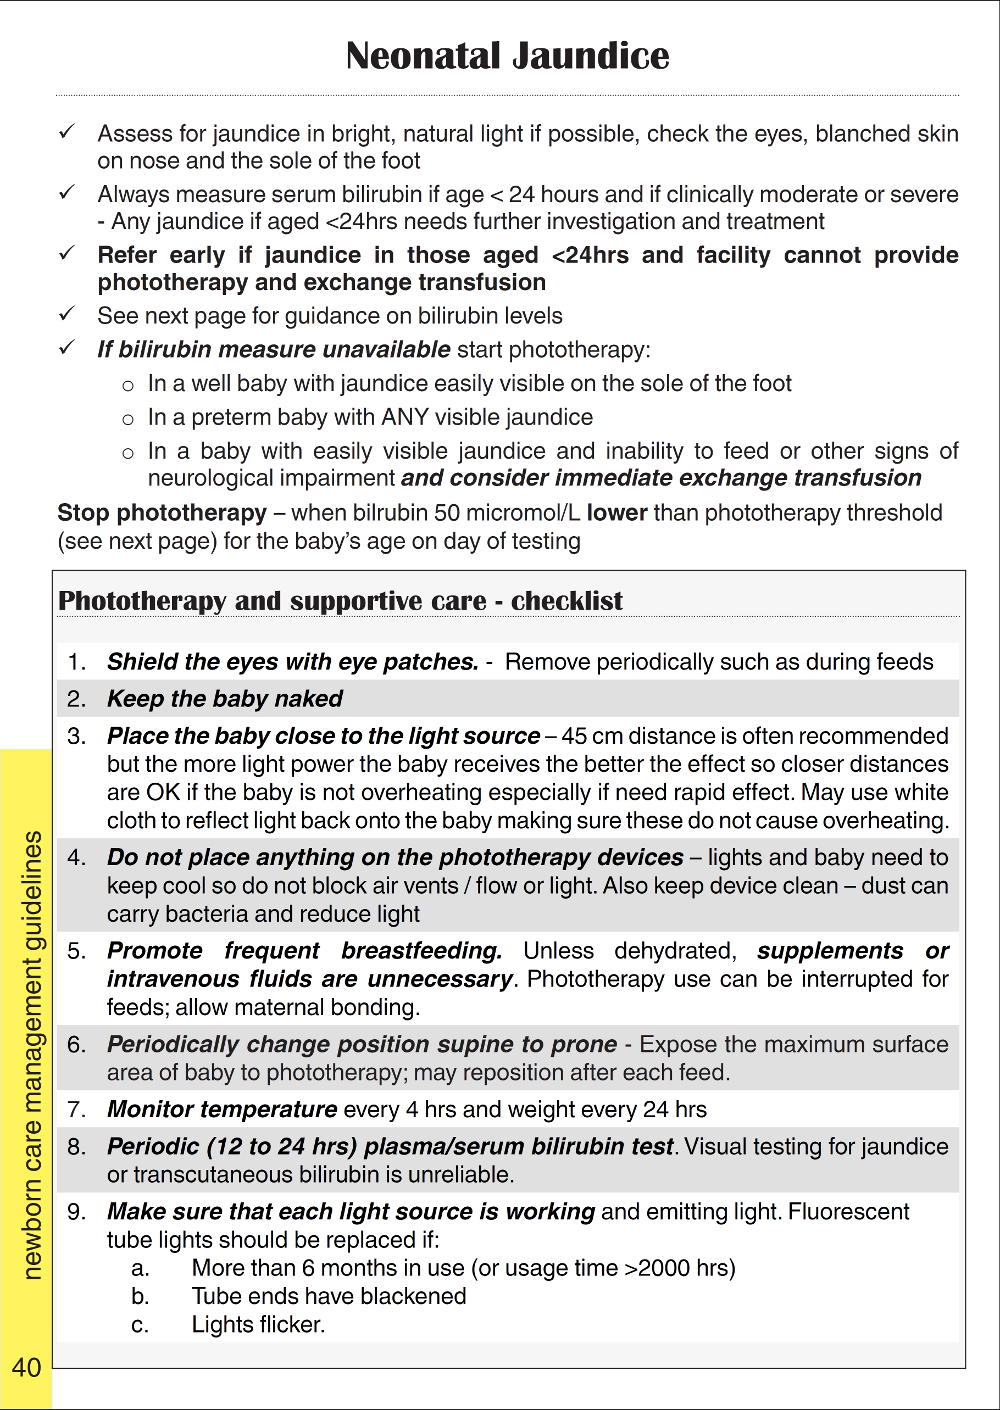 Neonatal Jaundice
✓ Assess for jaundice in bright, natural light if possible, check the eyes, blanched skin
on nose and the sole of the foot
✓ Always measure serum bilirubin if age < 24 hours and if clinically moderate or severe
- Any jaundice if aged <24hrs needs further investigation and treatment
✓ Refer early if jaundice in those aged <24hrs and facility cannot provide
phototherapy and exchange transfusion
✓ See next page for guidance on bilirubin levels
✓ If bilirubin measure unavailable start phototherapy:
o In a well baby with jaundice easily visible on the sole of the foot
o In a preterm baby with ANY visible jaundice
o In a baby with easily visible jaundice and inability to feed or other signs of
neurological impairment and consider immediate exchange transfusion
Stop phototherapy – when bilrubin 50 micromol/L lower than phototherapy threshold
(see next page) for the baby's age on day of testing
Phototherapy and supportive care - checklist
1. Shield the eyes with eye patches. - Remove periodically such as during feeds
2. Keep the baby naked
3. Place the baby close to the light source – 45 cm distance is often recommended
but the more light power the baby receives the better the effect so closer distances
are OK if the baby is not overheating especially if need rapid effect. May use white
cloth to reflect light back onto the baby making sure these do not cause overheating.
4. Do not place anything on the phototherapy devices – lights and baby need to
keep cool so do not block air vents / flow or light. Also keep device clean – dust can
carry bacteria and reduce light
5. Promote frequent breastfeeding. Unless dehydrated, supplements or
intravenous fluids are unnecessary. Phototherapy use can be interrupted for
feeds; allow maternal bonding.
6. Periodically change position supine to prone - Expose the maximum surface
area of baby to phototherapy; may reposition after each feed.
7. Monitor temperature every 4 hrs and weight every 24 hrs
8. Periodic (12 to 24 hrs) plasma/serum bilirubin test. Visual testing for jaundice
or transcutaneous bilirubin is unreliable.
9. Make sure that each light source is working and emitting light. Fluorescent
tube lights should be replaced if:
a. More than 6 months in use (or usage time >2000 hrs)
b. Tube ends have blackened
c. Lights flicker.
newborn care management guidelines
40